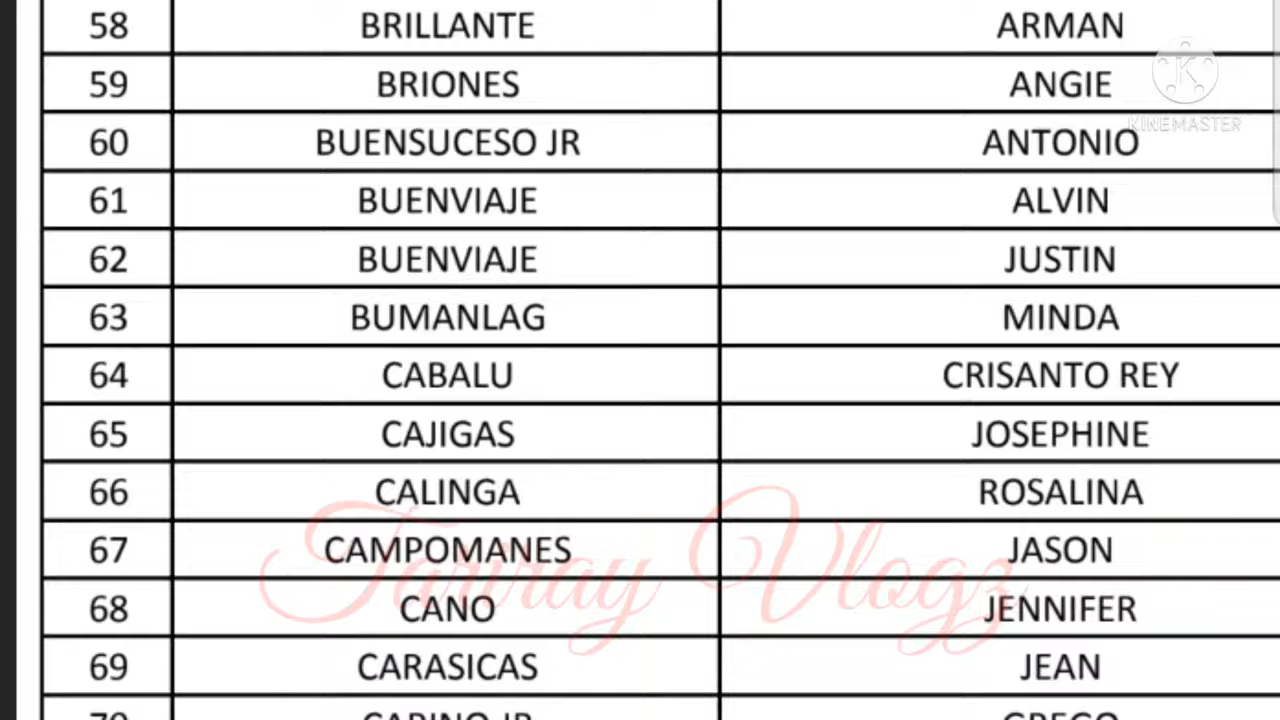 58 BRILLANTE ARMAN
59 BRIONES ANGIE
KINEMASTER
60 BUENSUCESO JR ANTONIO
61 BUENVIAJE ALVIN
62 BUENVIAJE JUSTIN
63 BUMANLAG MINDA
64 CABALU CRISANTO REY
65 CAJIGAS JOSEPHINE
66 CALINGA ROSALINA
67 CAMPOMANES JASON
Tanray Vlogz
68 CANO JENNIFER
69 CARASICAS JEAN